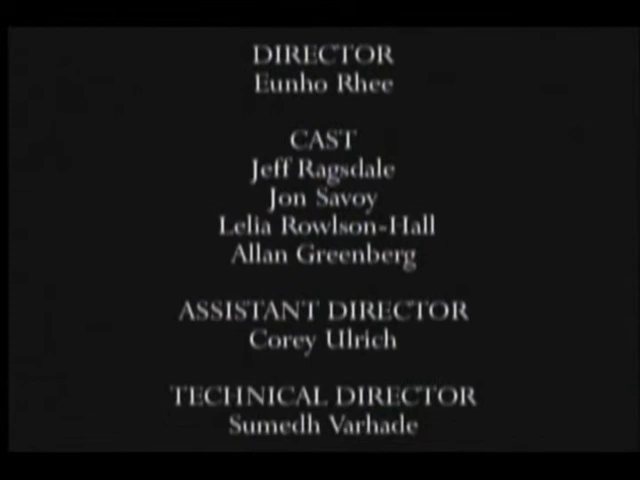 DIRECTOR
Eunho Rhee
CAST
Jeff Ragsdale
Jon Savoy
Lelia Rowlson-Hall
Allan Greenberg
ASSISTANT DIRECTOR
Corey Ulrich
TECHNICAL DIRECTOR
Sumedh Varhade